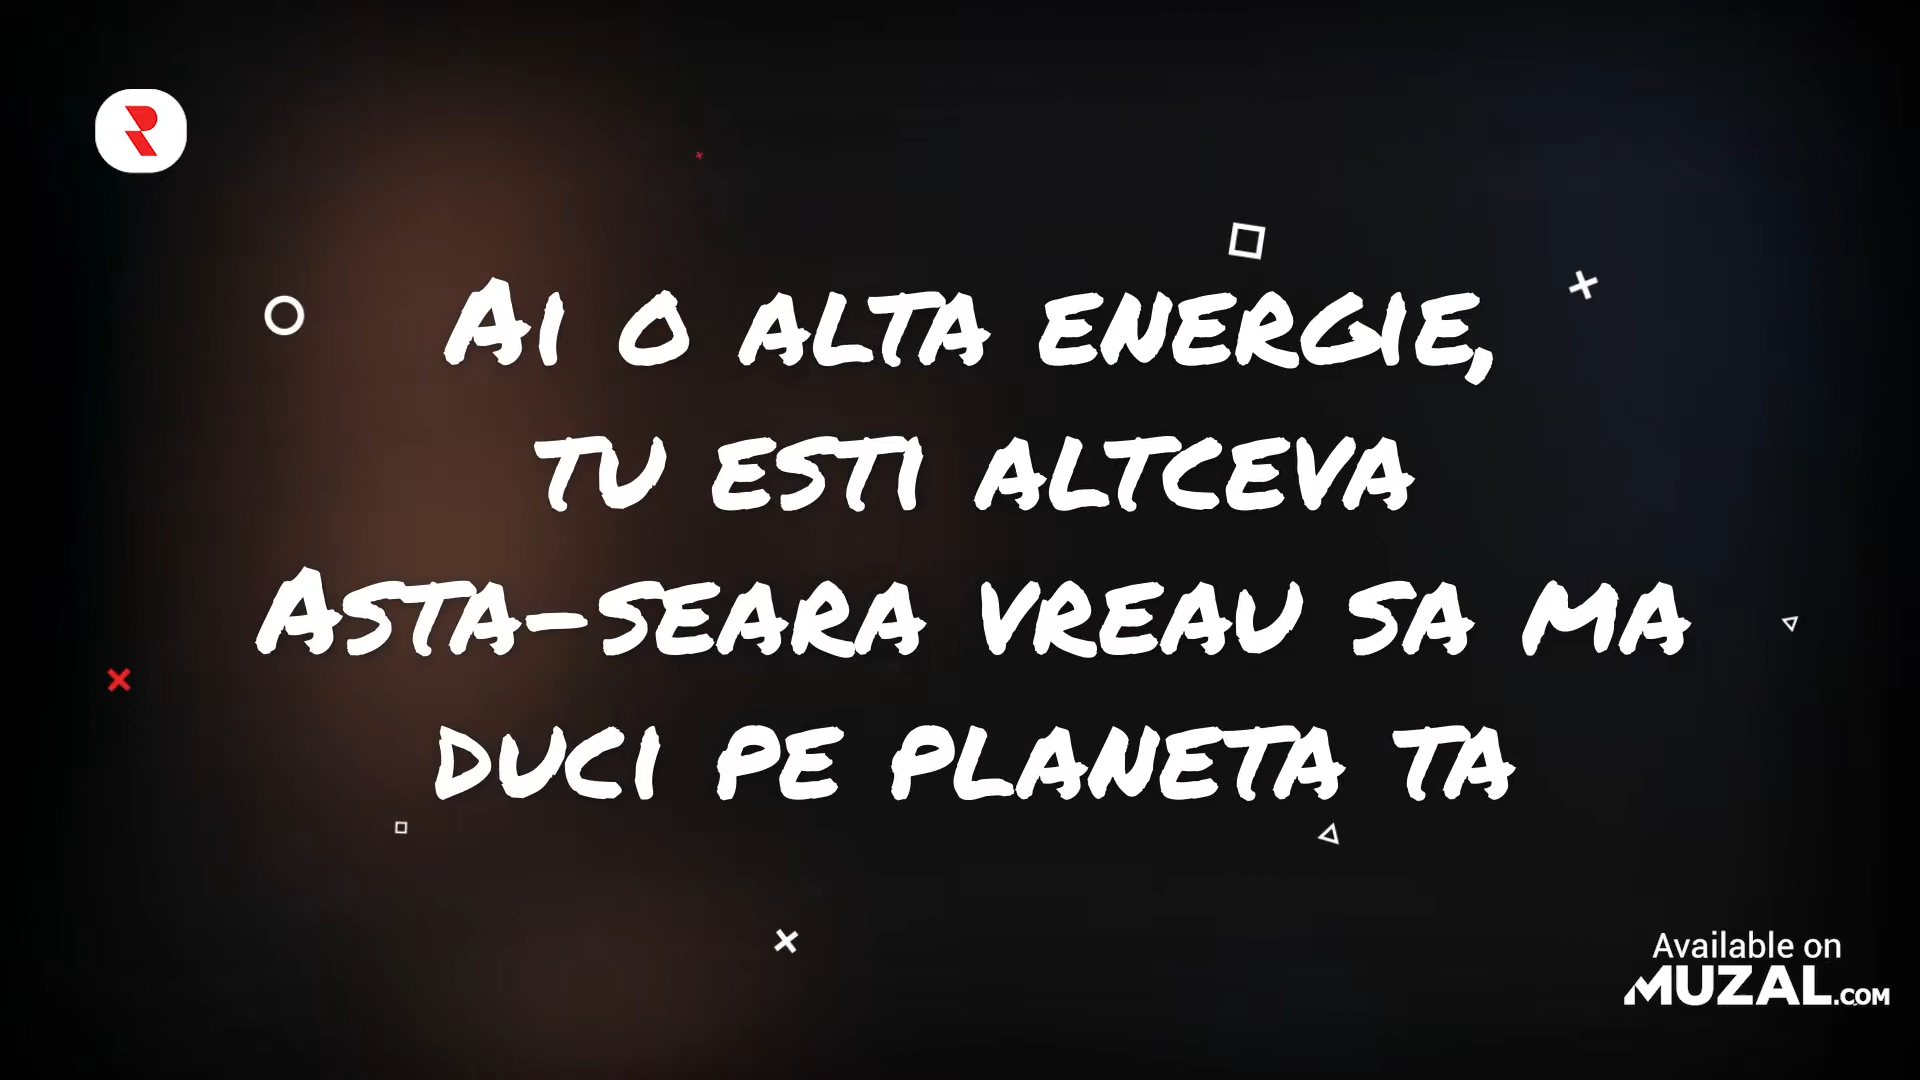 Ai o alta energie,
tu esti altceva
Asta-seara vreau sa ma
duci pe planeta ta
Available on
MUZAL.COM